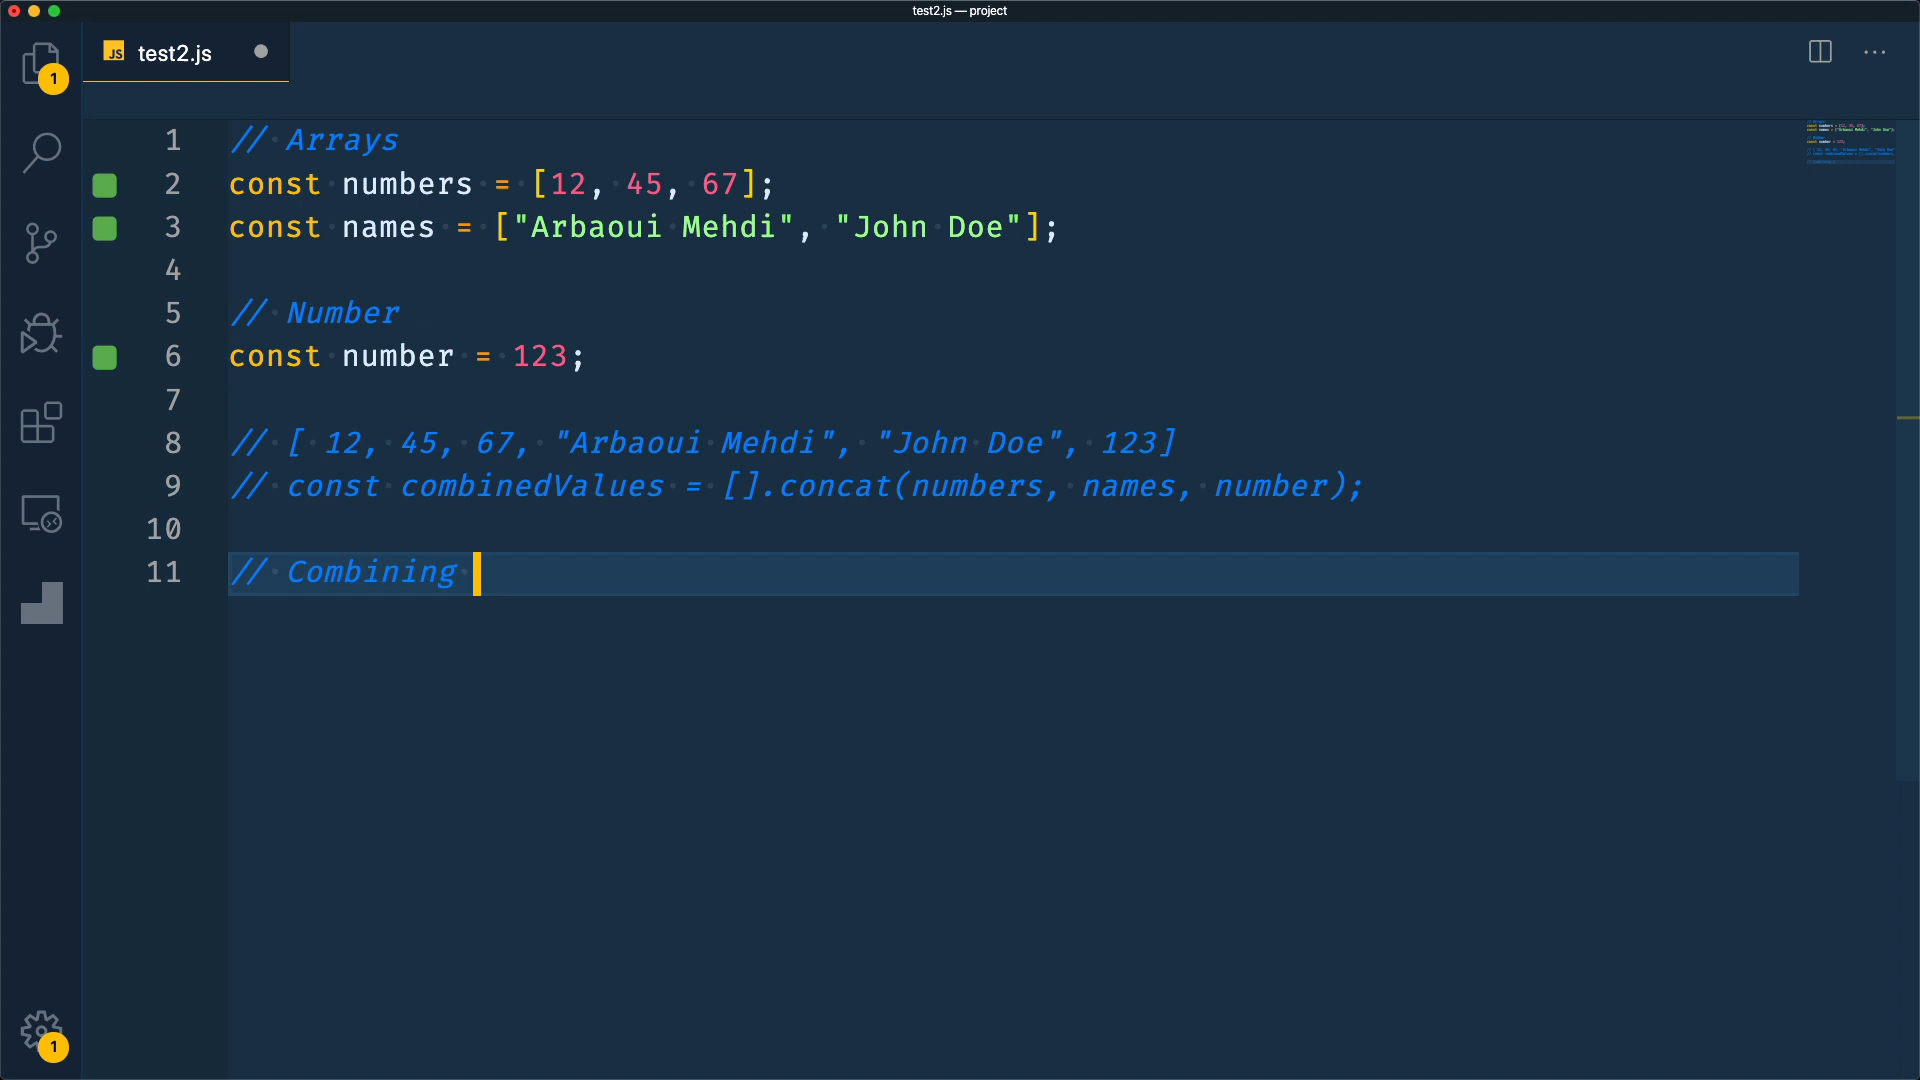 test2.js — project
JS test2.js
1
1 // Arrays
2 const numbers = [12, 45, 67];
3 const names = ["Arbaoui Mehdi", "John Doe"];
4
5 // Number
6 const number = 123;
7
8 // [ 12, 45, 67, "Arbaoui Mehdi", "John Doe", 123]
9 // const combinedValues = [].concat(numbers, names, number);
10
11 // Combining
1